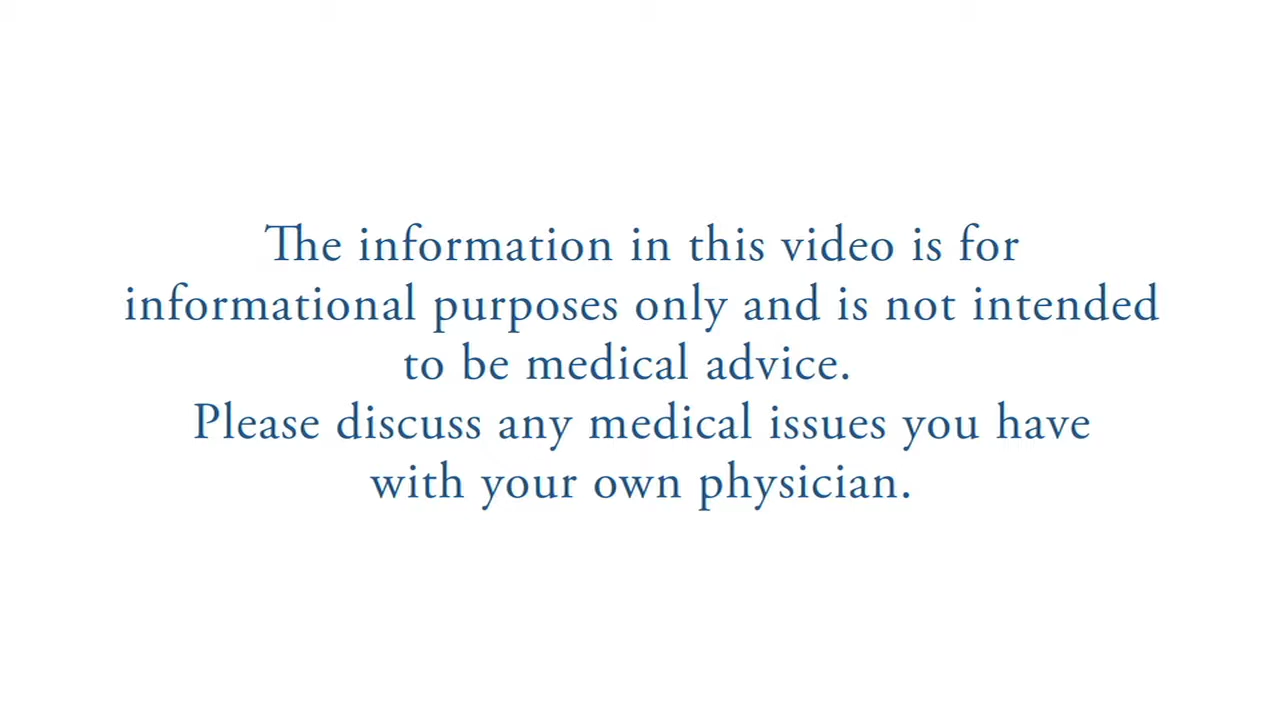 The information in this video is for
informational purposes only and is not intended
to be medical advice.
Please discuss any medical issues you have
with your own physician.